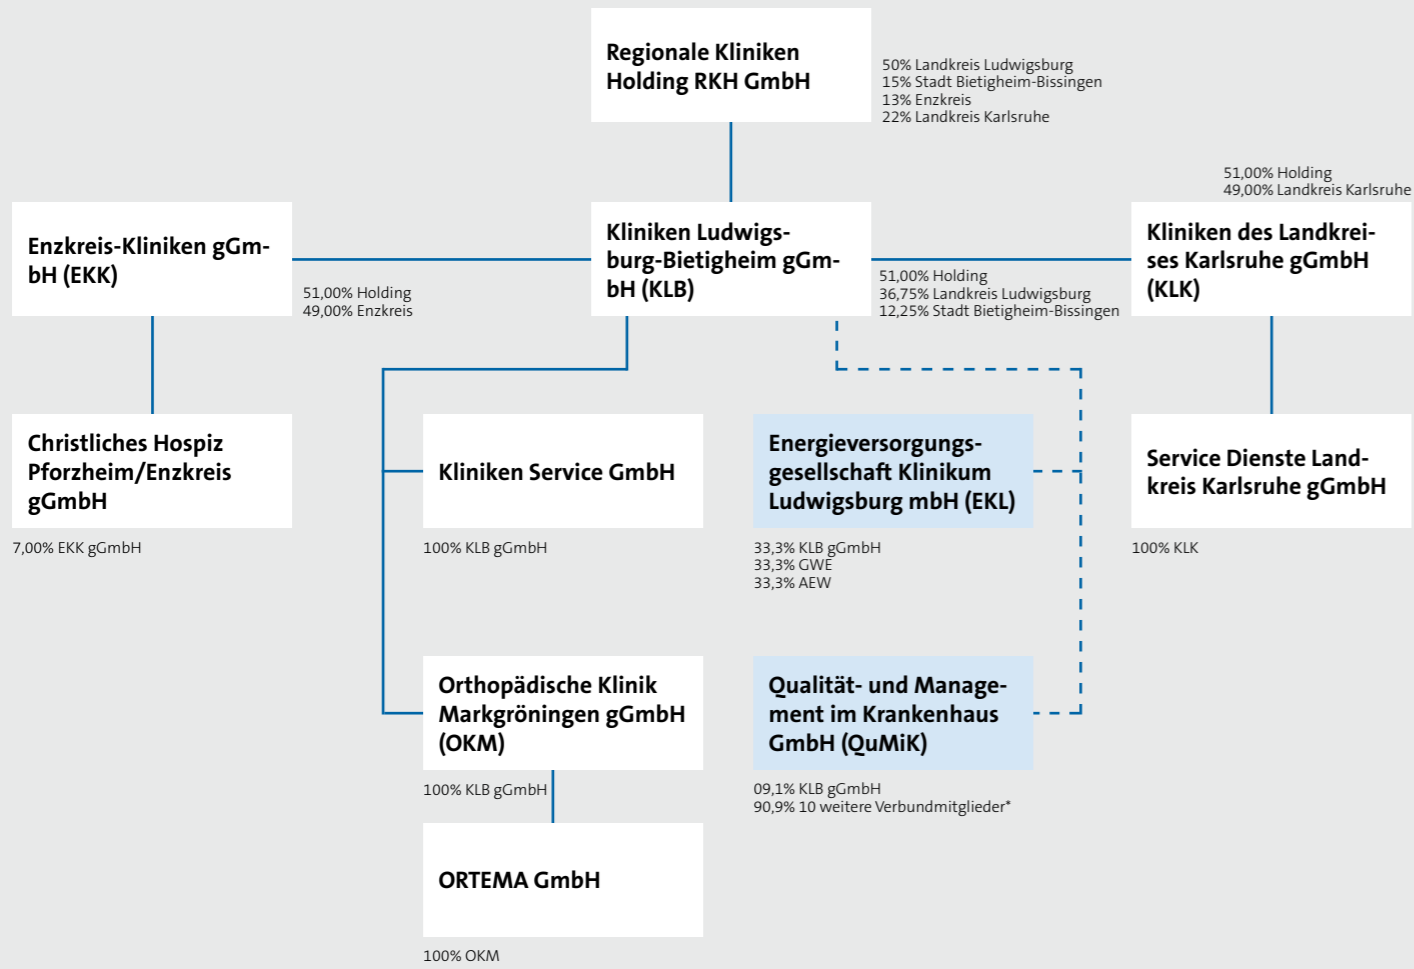 Regionale Kliniken
Holding RKH GmbH
50% Landkreis Ludwigsburg
15% Stadt Bietigheim-Bissingen
13% Enzkreis
22% Landkreis Karlsruhe
51,00% Holding
49,00% Landkreis Karlsruhe
Enzkreis-Kliniken gGm-
bH (EKK)
51,00% Holding
49,00% Enzkreis
Kliniken Ludwigs-
burg-Bietigheim gGm-
bH (KLB)
51,00% Holding
36,75% Landkreis Ludwigsburg
12,25% Stadt Bietigheim-Bissingen
Kliniken des Landkrei-
ses Karlsruhe gGmbH
(KLK)
Christliches Hospiz
Pforzheim/Enzkreis
gGmbH
7,00% EKK gGmbH
Kliniken Service GmbH
100% KLB gGmbH
Energieversorgungs-
gesellschaft Klinikum
Ludwigsburg mbH (EKL)
33,3% KLB gGmbH
33,3% GWE
33,3% AEW
Service Dienste Land-
kreis Karlsruhe gGmbH
100% KLK
Orthopädische Klinik
Markgröningen gGmbH
(OKM)
100% KLB gGmbH
Qualität- und Manage-
ment im Krankenhaus
GmbH (QuMiK)
09,1% KLB gGmbH
90,9% 10 weitere Verbundmitglieder*
ORTEMA GmbH
100% OKM